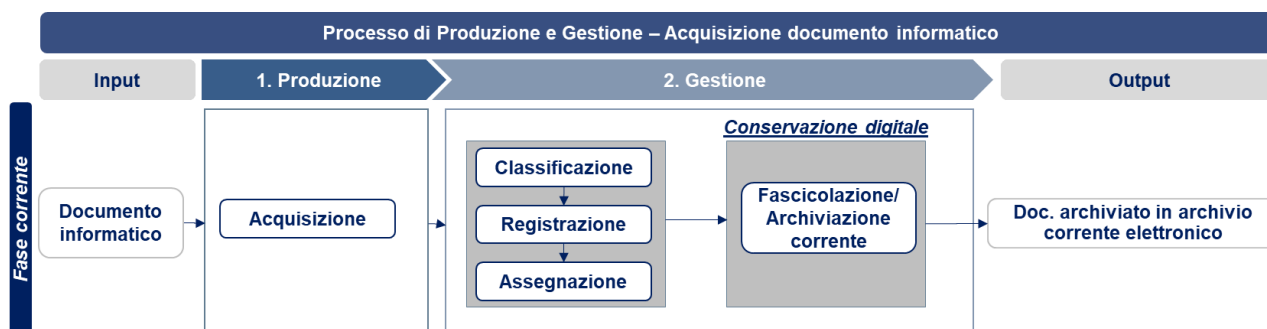 Processo di Produzione e Gestione – Acquisizione documento informatico
Input
1. Produzione
2. Gestione
Output
Fase corrente
Documento
informatico
Acquisizione
Classificazione
Registrazione
Assegnazione
Conservazione digitale
Fascicolazione/
Archiviazione
corrente
Doc. archiviato in archivio
corrente elettronico